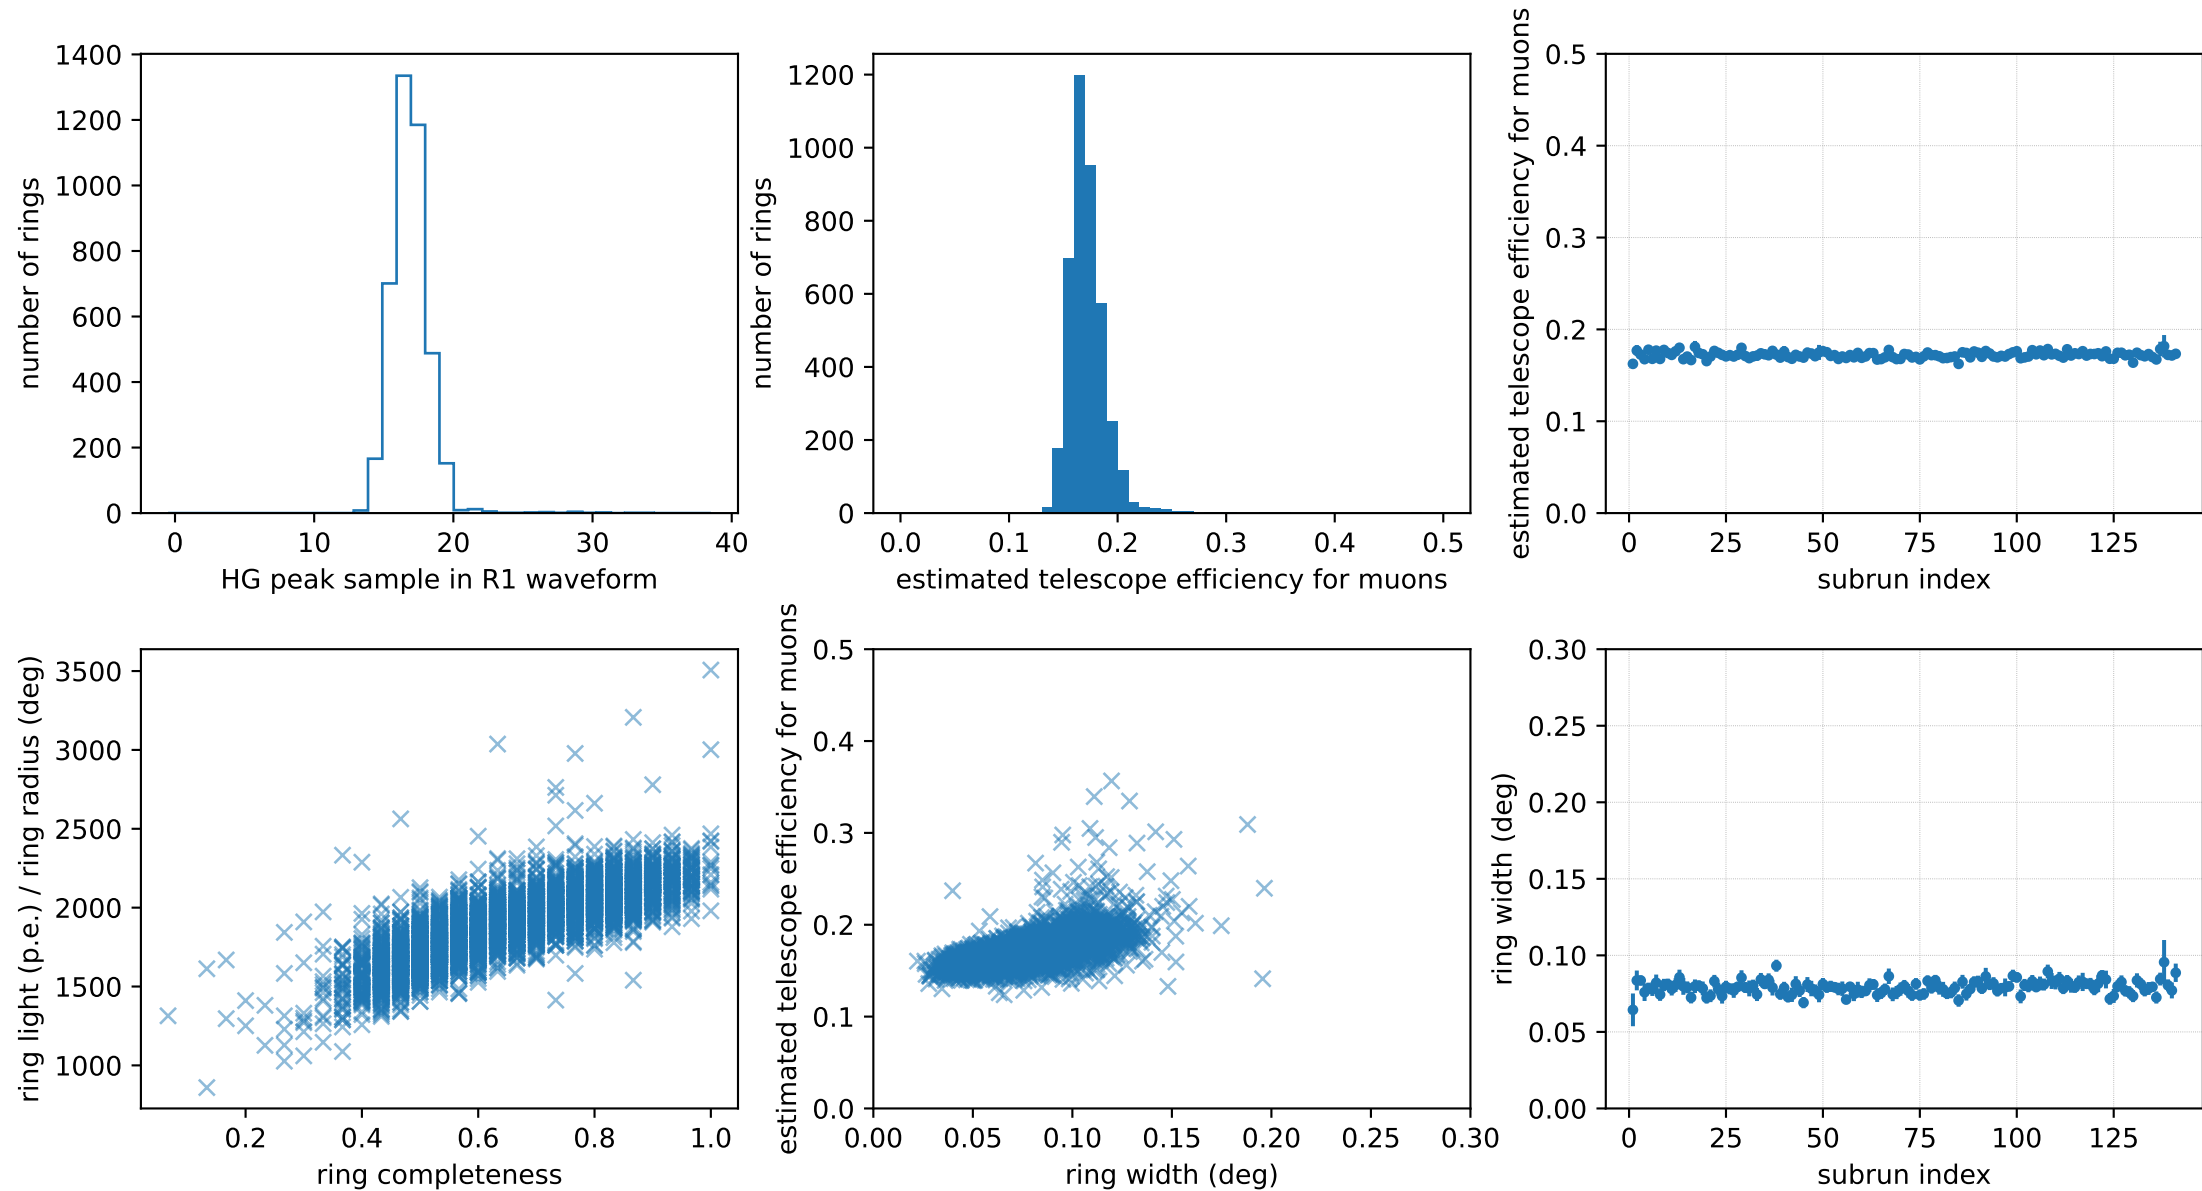 1400
1200
1000
800
600
400
200
0
number of rings
0 10 20 30 40
HG peak sample in R1 waveform
1200
1000
800
600
400
200
0
number of rings
0.0 0.1 0.2 0.3 0.4 0.5
estimated telescope efficiency for muons
0.5
0.4
0.3
0.2
0.1
0.0
estimated telescope efficiency for muons
0 25 50 75 100 125
subrun index
3500
3000
2500
2000
1500
1000
ring light (p.e.) / ring radius (deg)
0.2 0.4 0.6 0.8 1.0
ring completeness
0.5
0.4
0.3
0.2
0.1
0.0
estimated telescope efficiency for muons
0.00 0.05 0.10 0.15 0.20 0.25 0.30
ring width (deg)
0.30
0.25
0.20
0.15
0.10
0.05
0.00
ring width (deg)
0 25 50 75 100 125
subrun index